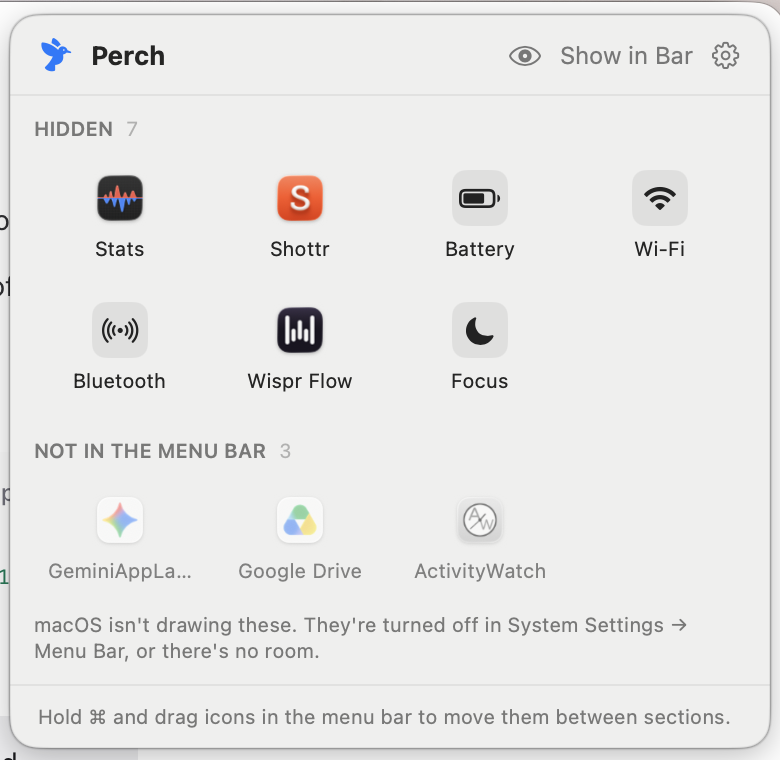 Perch
Show in Bar
HIDDEN 7
Stats
Shottr
Battery
Wi-Fi
Bluetooth
Wispr Flow
Focus
NOT IN THE MENU BAR 3
GeminiAppLa...
Google Drive
ActivityWatch
macOS isn't drawing these. They're turned off in System Settings →
Menu Bar, or there's no room.
Hold ⌘ and drag icons in the menu bar to move them between sections.